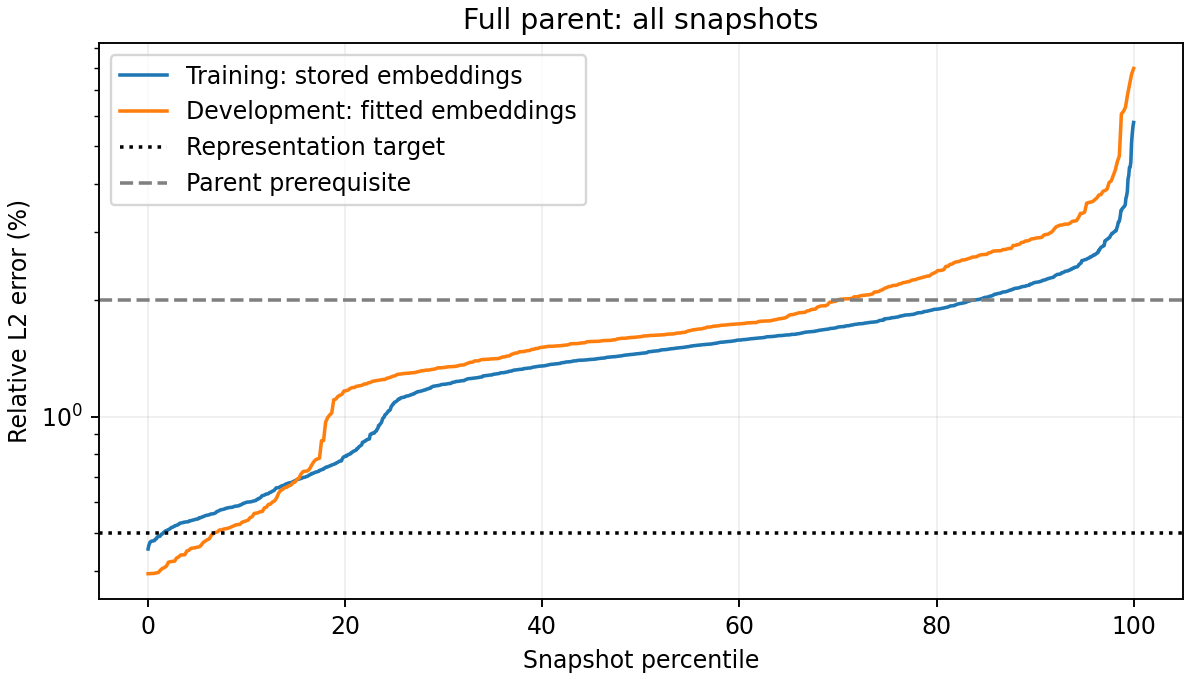 Full parent: all snapshots
Training: stored embeddings
Development: fitted embeddings
Representation target
Parent prerequisite
Relative L2 error (%)
10⁰
0 20 40 60 80 100
Snapshot percentile